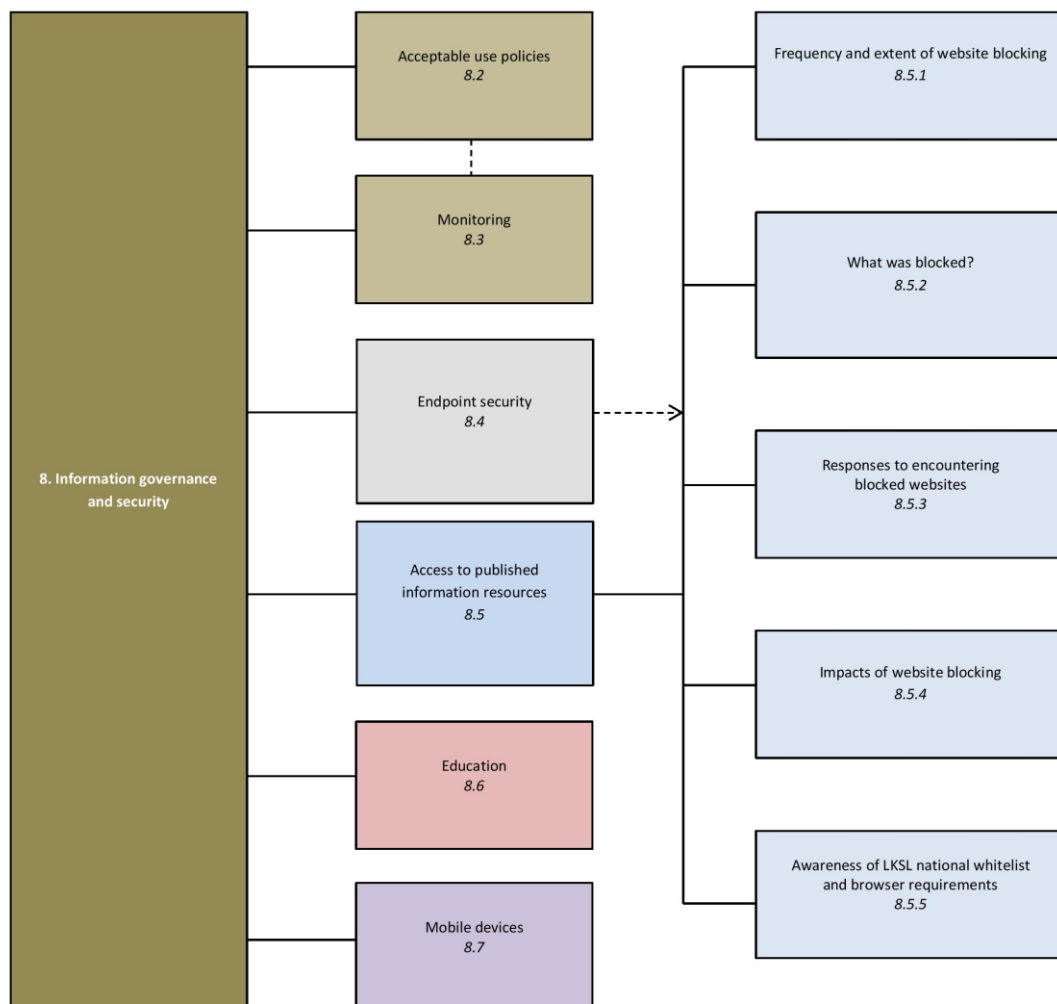 8. Information governance
and security
Acceptable use policies
8.2
Monitoring
8.3
Endpoint security
8.4
Access to published
information resources
8.5
Education
8.6
Mobile devices
8.7
Frequency and extent of website blocking
8.5.1
What was blocked?
8.5.2
Responses to encountering
blocked websites
8.5.3
Impacts of website blocking
8.5.4
Awareness of LKSL national whitelist
and browser requirements
8.5.5